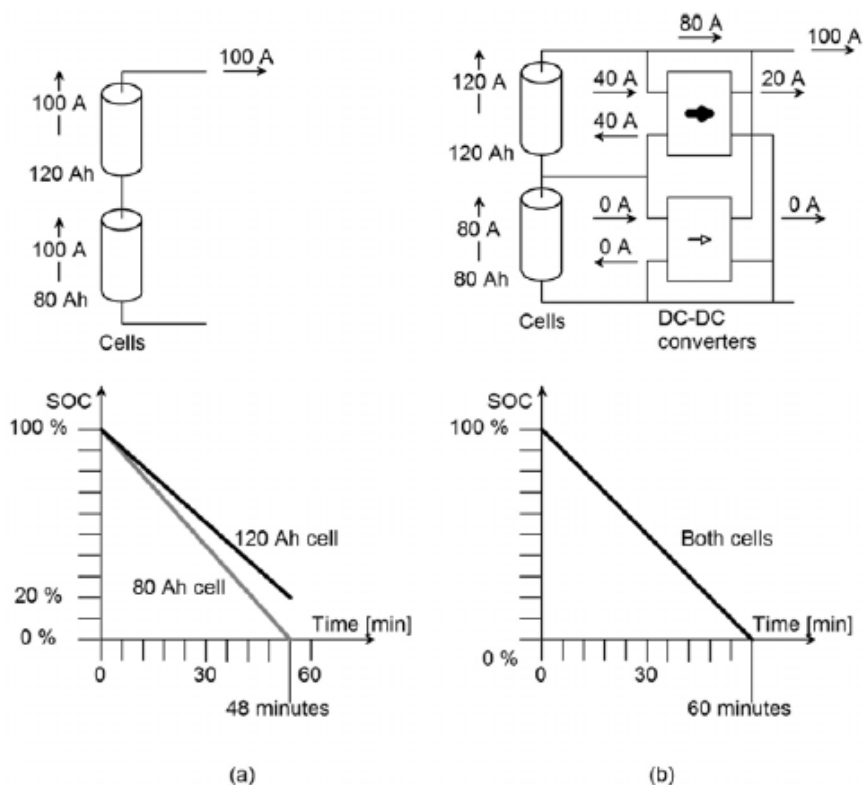 100 A
100 A
120 Ah
100 A
80 Ah
Cells
80 A
100 A
120 A
40 A
20 A
40 A
120 Ah
0 A
0 A
80 A
0 A
80 Ah
Cells
DC-DC
converters
SOC
100 %
120 Ah cell
80 Ah cell
20 %
Time [min]
0 %
0
30
60
48 minutes
SOC
100 %
Both cells
Time [min]
0 %
0
30
60 minutes
(a)
(b)